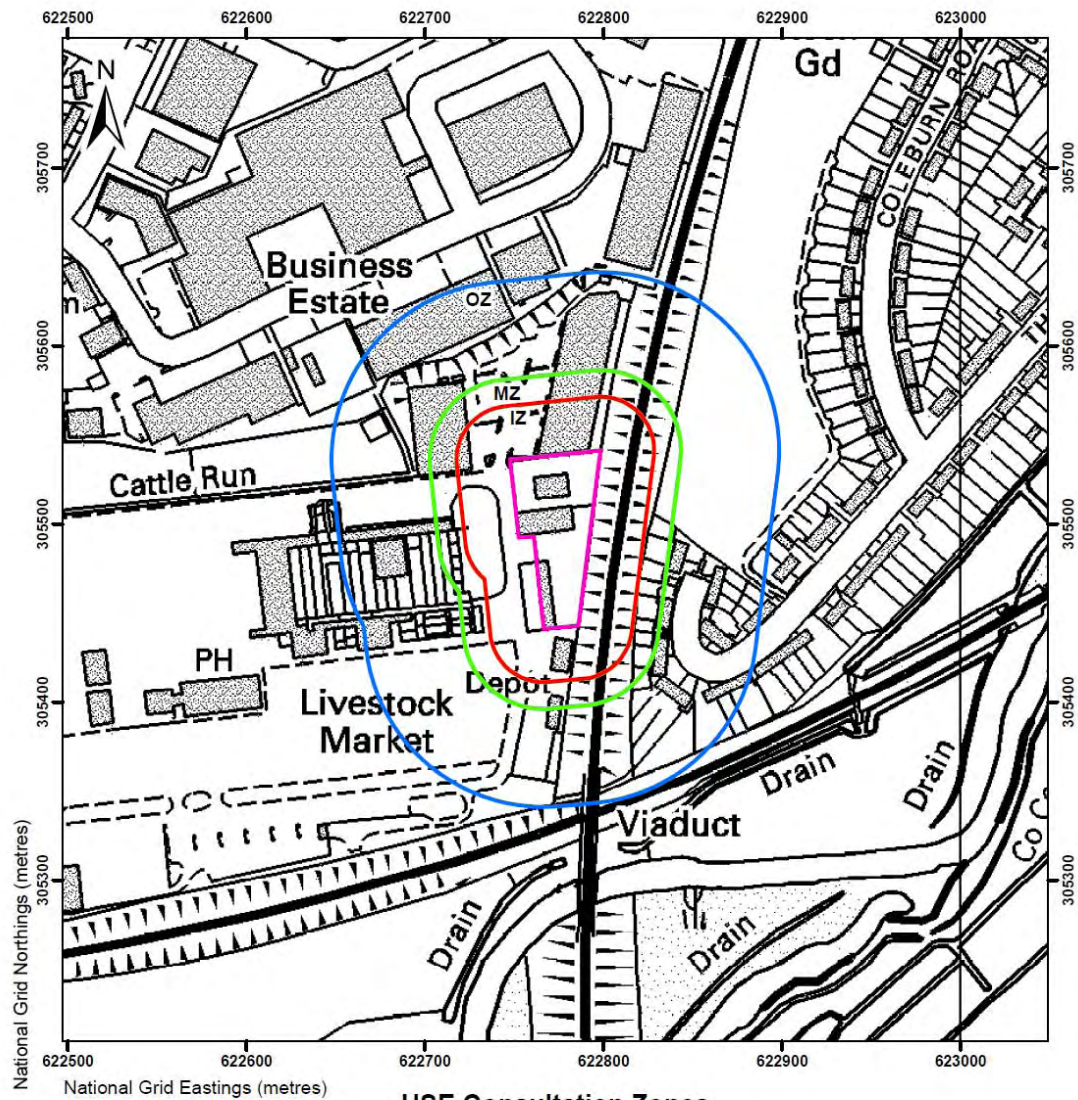 622500 622600 622700 622800 622900 623000
N
Gd
COLEBURN ROA
305700
305700
Business
Estate
OZ
305600
305600
MZ
IZ
Cattle Run
305500
305500
PH
Depot
305400
305400
Livestock
Market
Drain
Drain
Viaduct
Co C
305300
305300
Drain
Drain
National Grid Northings (metres)
622500 622600 622700 622800 622900 623000
National Grid Eastings (metres)
HSE Consultation Zones